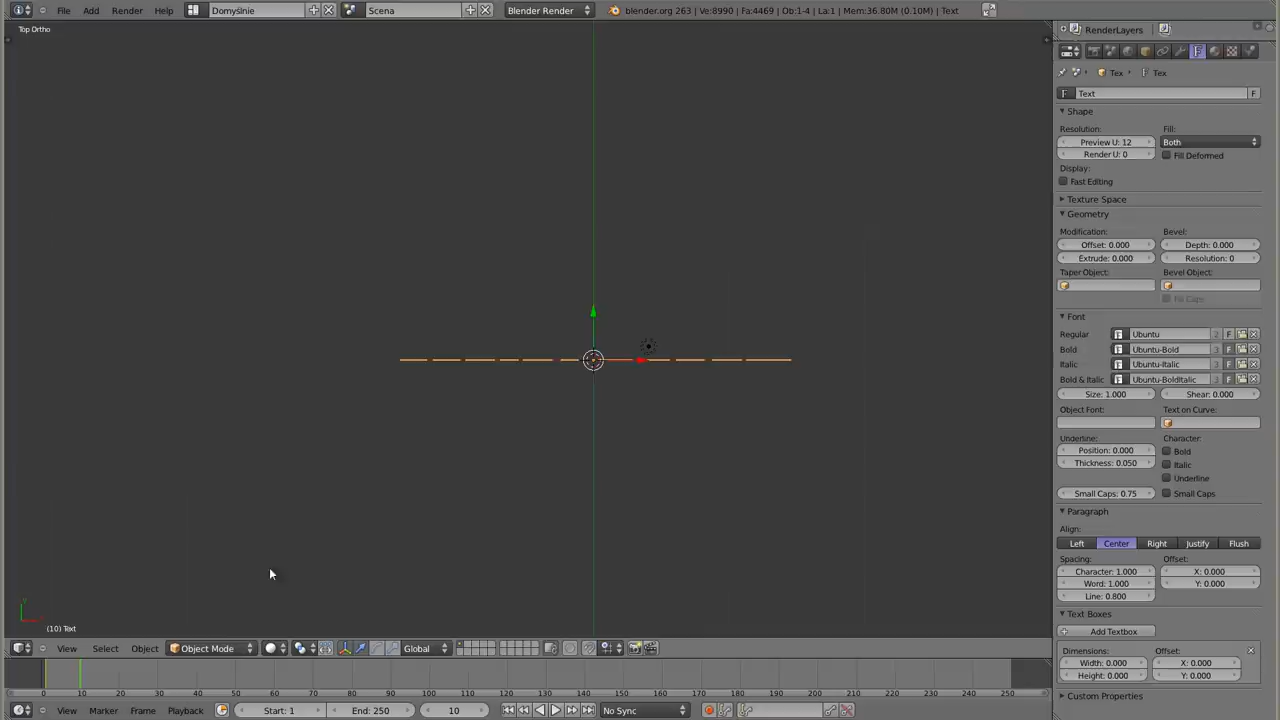 File Add Render Help Domyślnie Scena Blender Render blender.org 263 | Ve:8990 | Fa:4469 | Ob:1-4 | La:1 | Mem:36.80M (0.10M) | Text
Top Ortho
RenderLayers
Tex Tex
Text F
Shape
Resolution: Fill:
Preview U: 12 Both
Render U: 0 Fill Deformed
Display:
Fast Editing
Texture Space
Geometry
Modification: Bevel:
Offset: 0.000 Depth: 0.000
Extrude: 0.000 Resolution: 0
Taper Object: Bevel Object:
Fill Caps
Font
Regular Ubuntu 2 F
Bold Ubuntu-Bold 3 F
Italic Ubuntu-Italic 3 F
Bold & Italic Ubuntu-BoldItalic 3 F
Size: 1.000 Shear: 0.000
Object Font: Text on Curve:
Underline: Character:
Position: 0.000 Bold
Thickness: 0.050 Italic
Underline
Small Caps: 0.75 Small Caps
Paragraph
Align:
Left Center Right Justify Flush
Spacing: Offset:
Character: 1.000 X: 0.000
Word: 1.000 Y: 0.000
Line: 0.800
Text Boxes
Add Textbox
Dimensions: Offset:
Width: 0.000 X: 0.000
Height: 0.000 Y: 0.000
Custom Properties
(10) Text
View Select Object Object Mode Global
0 10 20 30 40 50 60 70 80 90 100 110 120 130 140 150 160 170 180 190 200 210 220 230 240 250
View Marker Frame Playback Start: 1 End: 250 10 No Sync